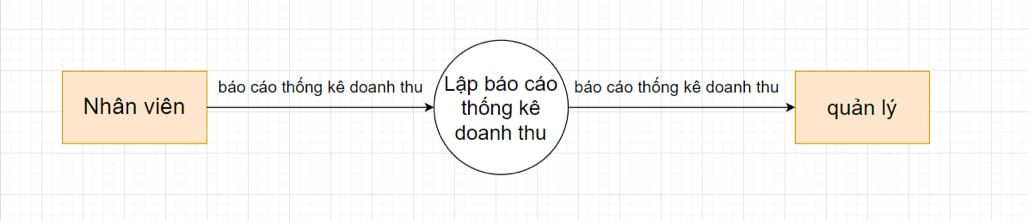 Nhân viên
báo cáo thống kê doanh thu
Lập báo cáo
thống kê
doanh thu
báo cáo thống kê doanh thu
quản lý